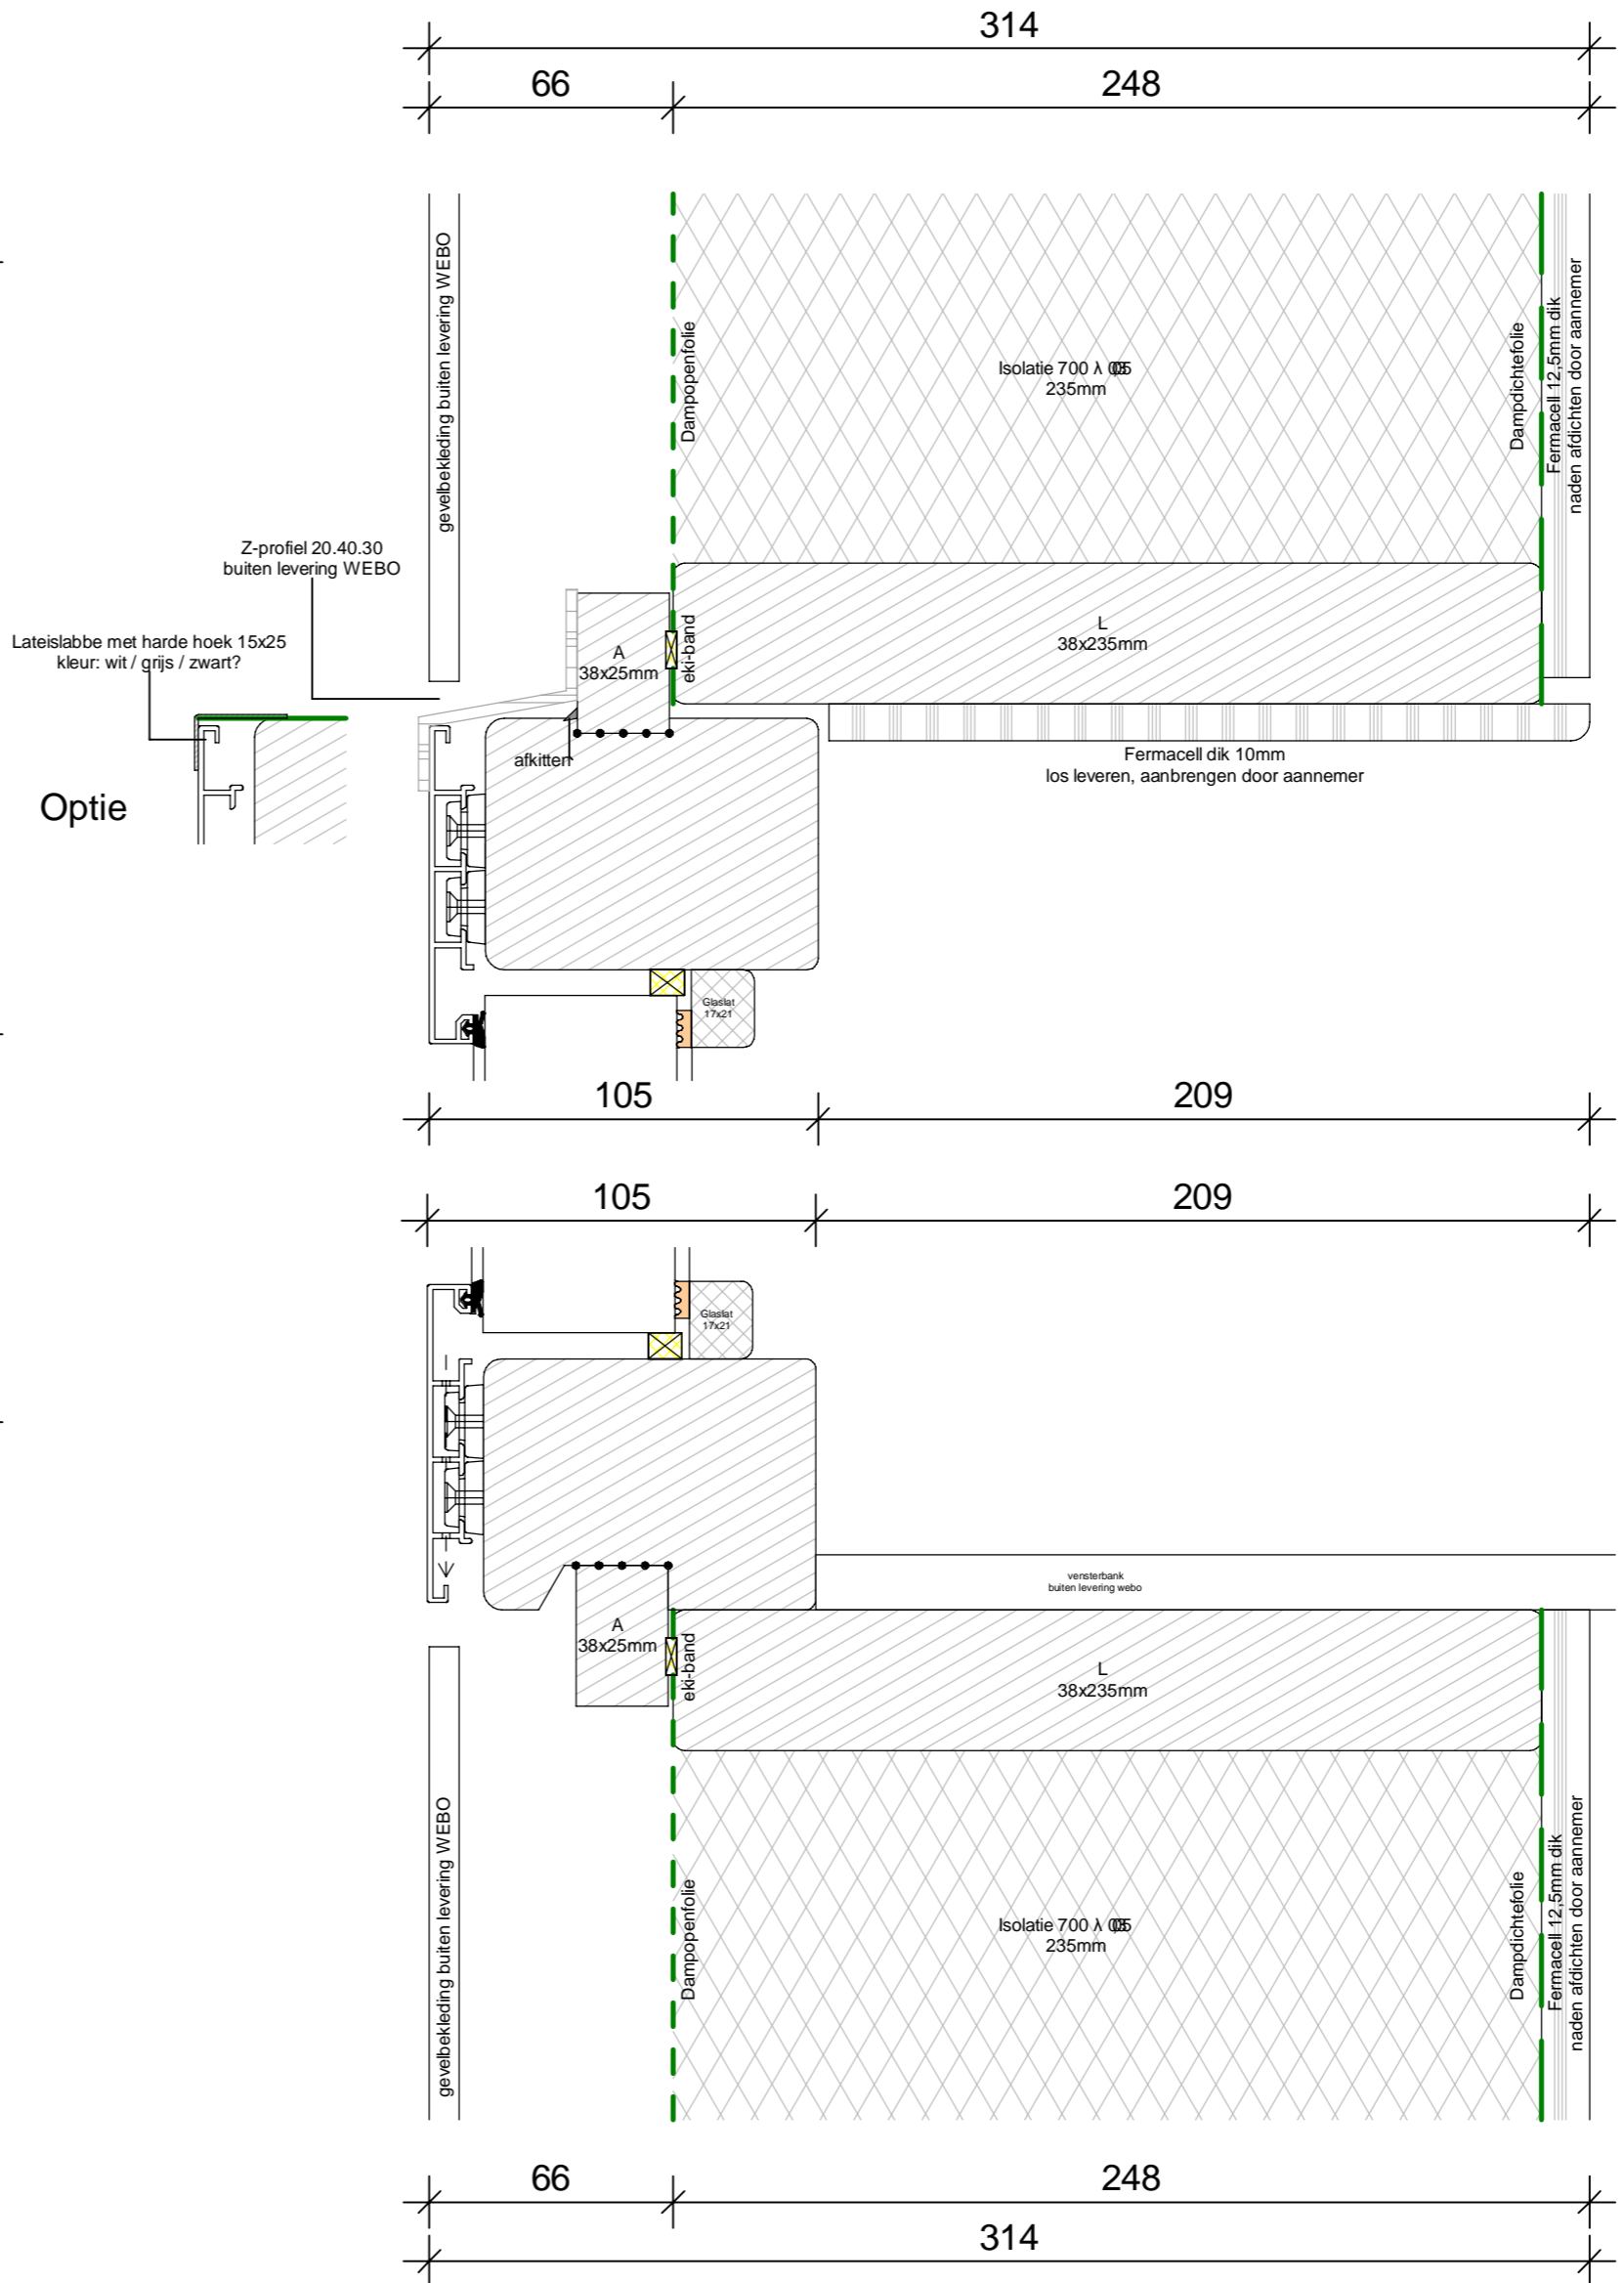 314
66
248
gevelbekleding buiten levering WEBO
Dampopenfolie
Isolatie 700 λ
235mm
Dampdichtefolie
Fermacell 12,5mm dik
naden afdichten door aannemer
Z-profiel 20.40.30
buiten levering WEBO
Lateislabbe met harde hoek 15x25
kleur: wit / grijs / zwart?
Optie
A
38x25mm
eki-band
L
38x235mm
afkitten
Fermacell dik 10mm
los leveren, aanbrengen door aannemer
Glaslat
17x21
105
209
105
209
Glaslat
17x21
vensterbank
buiten levering webo
A
38x25mm
eki-band
L
38x235mm
gevelbekleding buiten levering WEBO
Dampopenfolie
Isolatie 700 λ
235mm
Dampdichtefolie
Fermacell 12,5mm dik
naden afdichten door aannemer
66
248
314